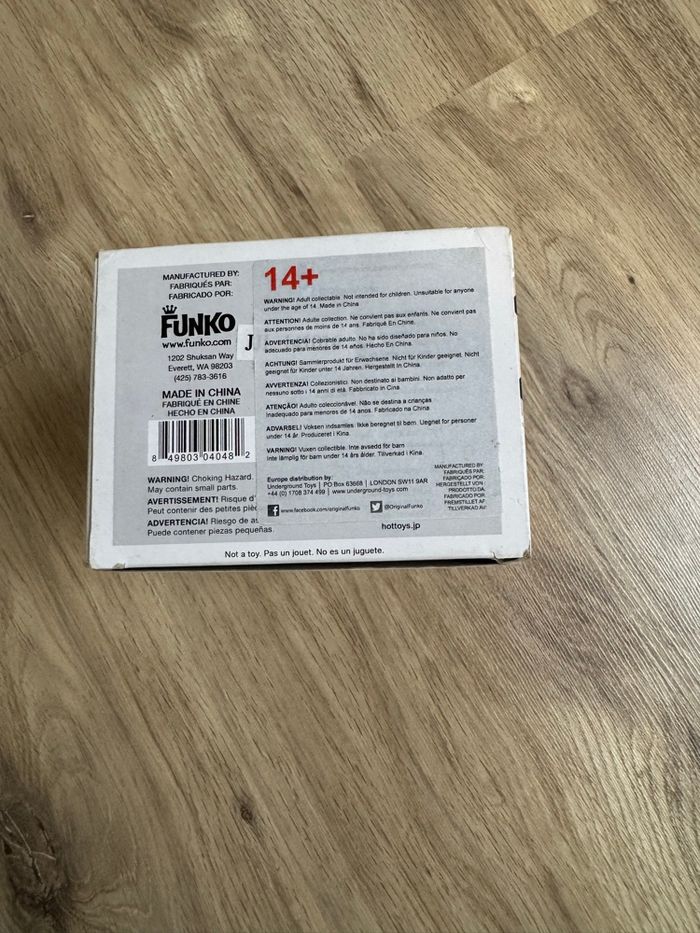 MANUFACTURED BY:
FABRIQUÉS PAR:
FABRICADO POR:
FUNKO
www.funko.com
1202 Shuksan Way
Everett, WA 98203
(425) 783-3616
MADE IN CHINA
FABRIQUÉ EN CHINE
HECHO EN CHINA
8 49803 04048 2
WARNING! Choking Hazard.
May contain small parts.
AVERTISSEMENT! Risque d'
Peut contenir des petites
ADVERTENCIA! Riesgo de
Puede contener piezas pequeñas.
J
14+
WARNING! Adult collectable. Not intended for children. Unsuitable for anyone
under the age of 14. Made in China
ATTENTION! Adulte collection. Ne convient pas aux enfants. Ne convient pas
aux personnes de moins de 14 ans. Fabriqué En Chine.
ADVERTENCIA! Cobrable adulto. No ha sido diseñado para niños. No
adecuado para menores de 14 años. Hecho En China.
ACHTUNG! Sammlerprodukt für Erwachsene. Nicht für Kinder geeignet. Nicht
geeignet für Kinder unter 14 Jahren. Hergestellt In China.
AVVERTENZA! Collezionistici. Non destinato ai bambini. Non adatto per
nessuno sotto i 14 anni di età. Fabbricato in Cina.
ATENÇAO! Adulto coleccionável. Não se destina a crianças
Inadequado para menores de 14 anos. Fabricado na China
ADVARSEL! Voksen indsamles. Ikke beregnet til børn. Uegnet for personer
under 14 år. Produceret i Kina.
VARNING! Vuxen collectible. Inte avsedd för barn
Inte lämplig för barn under 14 års ålder. Tillverkad i Kina.
Europe distribution by:
Underground Toys | PO Box 63668 | LONDON SW11 9AR
+44 (0) 1708 374 499 | www.underground-toys.com
www.facebook.com/originalfunko
@OriginalFunko
MANUFACTURED BY
FABRIQUÉS PAR:
FABRICADO POR:
HERGESTELLT VON
PRODOTTO DA
FABRICADO POR
FREMSTILLET AF
TILLVERKAD AV
hottoys.jp
Not a toy. Pas un jouet. No es un juguete.